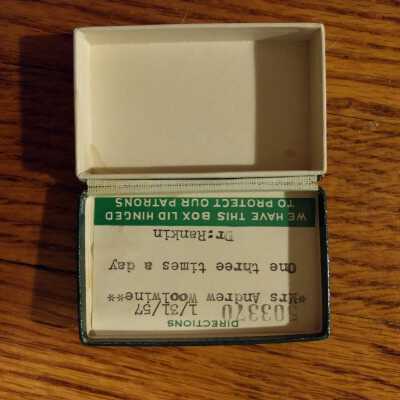 DIRECTIONS
303370 1/31/57
*Mrs Andrew Woolwine**
One three times a day
Dr:Rankin
WE HAVE THIS BOX LID HINGED
TO PROTECT OUR PATRONS